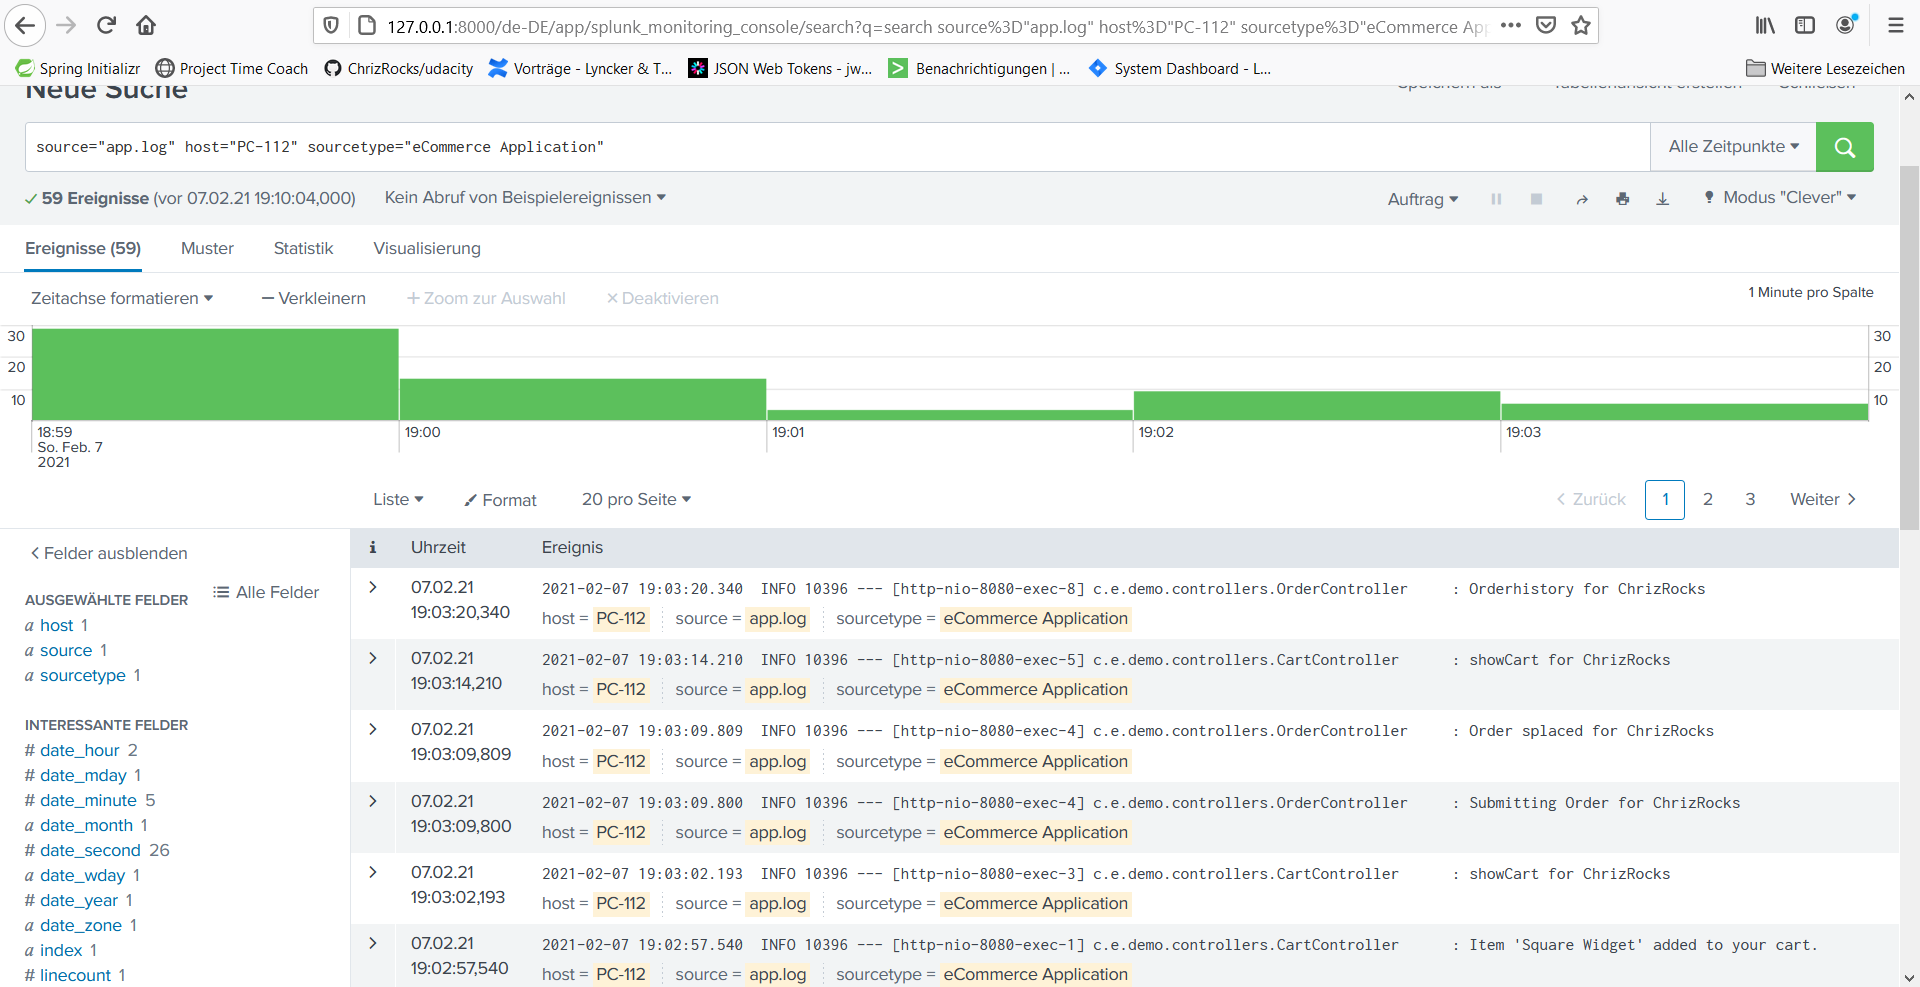 127.0.0.1:8000/de-DE/app/splunk_monitoring_console/search?q=search source%3D"app.log" host%3D"PC-112" sourcetype%3D"eCommerce App
Spring Initializr Project Time Coach ChrizRocks/udacity Vorträge - Lyncker & T... JSON Web Tokens - jw... Benachrichtigungen | ... System Dashboard - L... Weitere Lesezeichen
Neue Suche Speichern als Tabellenansicht erstellen Schließen
source="app.log" host="PC-112" sourcetype="eCommerce Application" Alle Zeitpunkte
59 Ereignisse (vor 07.02.21 19:10:04,000) Kein Abruf von Beispielereignissen Auftrag Modus "Clever"
Ereignisse (59) Muster Statistik Visualisierung
Zeitachse formatieren — Verkleinern + Zoom zur Auswahl × Deaktivieren 1 Minute pro Spalte
30 30
20 20
10 10
18:59 19:00 19:01 19:02 19:03
So. Feb. 7
2021
Liste Format 20 pro Seite < Zurück 1 2 3 Weiter >
< Felder ausblenden
Alle Felder
AUSGEWÄHLTE FELDER
a host 1
a source 1
a sourcetype 1
INTERESSANTE FELDER
# date_hour 2
# date_mday 1
# date_minute 5
a date_month 1
# date_second 26
a date_wday 1
# date_year 1
a date_zone 1
a index 1
# linecount 1
i Uhrzeit Ereignis
> 07.02.21 2021-02-07 19:03:20.340 INFO 10396 --- [http-nio-8080-exec-8] c.e.demo.controllers.OrderController : Orderhistory for ChrizRocks
19:03:20,340 host = PC-112 source = app.log sourcetype = eCommerce Application
> 07.02.21 2021-02-07 19:03:14.210 INFO 10396 --- [http-nio-8080-exec-5] c.e.demo.controllers.CartController : showCart for ChrizRocks
19:03:14,210 host = PC-112 source = app.log sourcetype = eCommerce Application
> 07.02.21 2021-02-07 19:03:09.809 INFO 10396 --- [http-nio-8080-exec-4] c.e.demo.controllers.OrderController : Order splaced for ChrizRocks
19:03:09,809 host = PC-112 source = app.log sourcetype = eCommerce Application
> 07.02.21 2021-02-07 19:03:09.800 INFO 10396 --- [http-nio-8080-exec-4] c.e.demo.controllers.OrderController : Submitting Order for ChrizRocks
19:03:09,800 host = PC-112 source = app.log sourcetype = eCommerce Application
> 07.02.21 2021-02-07 19:03:02.193 INFO 10396 --- [http-nio-8080-exec-3] c.e.demo.controllers.CartController : showCart for ChrizRocks
19:03:02,193 host = PC-112 source = app.log sourcetype = eCommerce Application
> 07.02.21 2021-02-07 19:02:57.540 INFO 10396 --- [http-nio-8080-exec-1] c.e.demo.controllers.CartController : Item 'Square Widget' added to your cart.
19:02:57,540 host = PC-112 source = app.log sourcetype = eCommerce Application